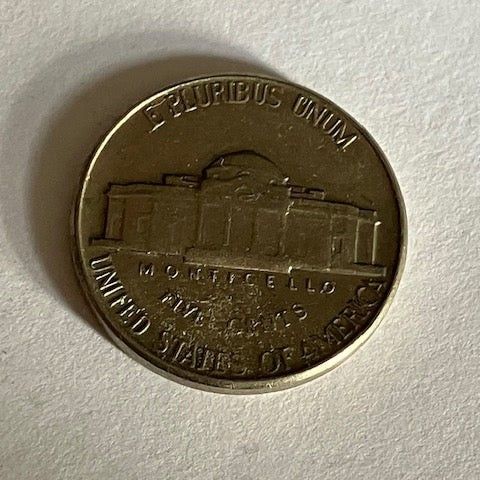 E PLURIBUS UNUM
MONTICELLO
FIVE CENTS
UNITED STATES OF AMERICA